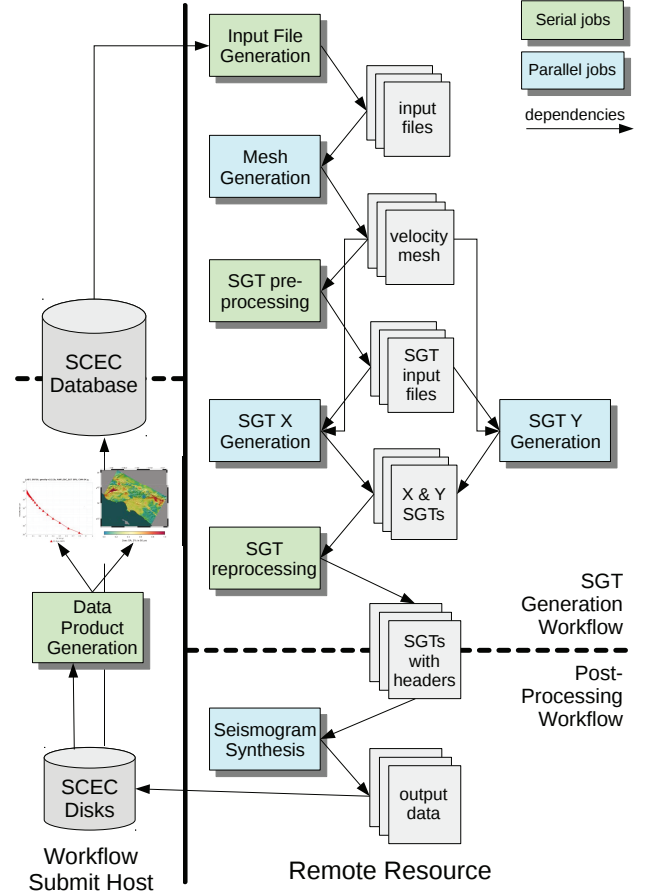 Input File
Generation
Serial jobs
Parallel jobs
dependencies
input
files
Mesh
Generation
velocity
mesh
SGT pre-
processing
SCEC
Database
SGT
input
files
SGT X
Generation
SGT Y
Generation
X & Y
SGTs
SGT
reprocessing
SGT
Generation
Workflow
Data
Product
Generation
SGTs
with
headers
Post-
Processing
Workflow
Seismogram
Synthesis
SCEC
Disks
output
data
Workflow
Submit Host
Remote Resource